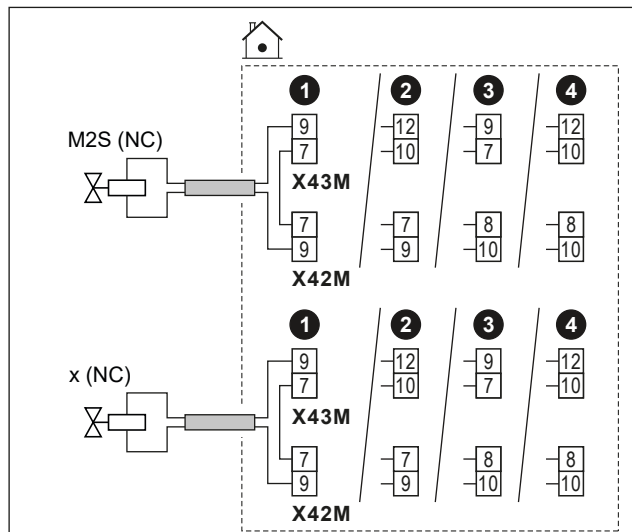 1 2 3 4
9 12 9 12
M2S (NC)
7 10 7 10
X43M
7 7 8 8
9 9 10 10
X42M
1 2 3 4
9 12 9 12
x (NC)
7 10 7 10
X43M
7 7 8 8
9 9 10 10
X42M